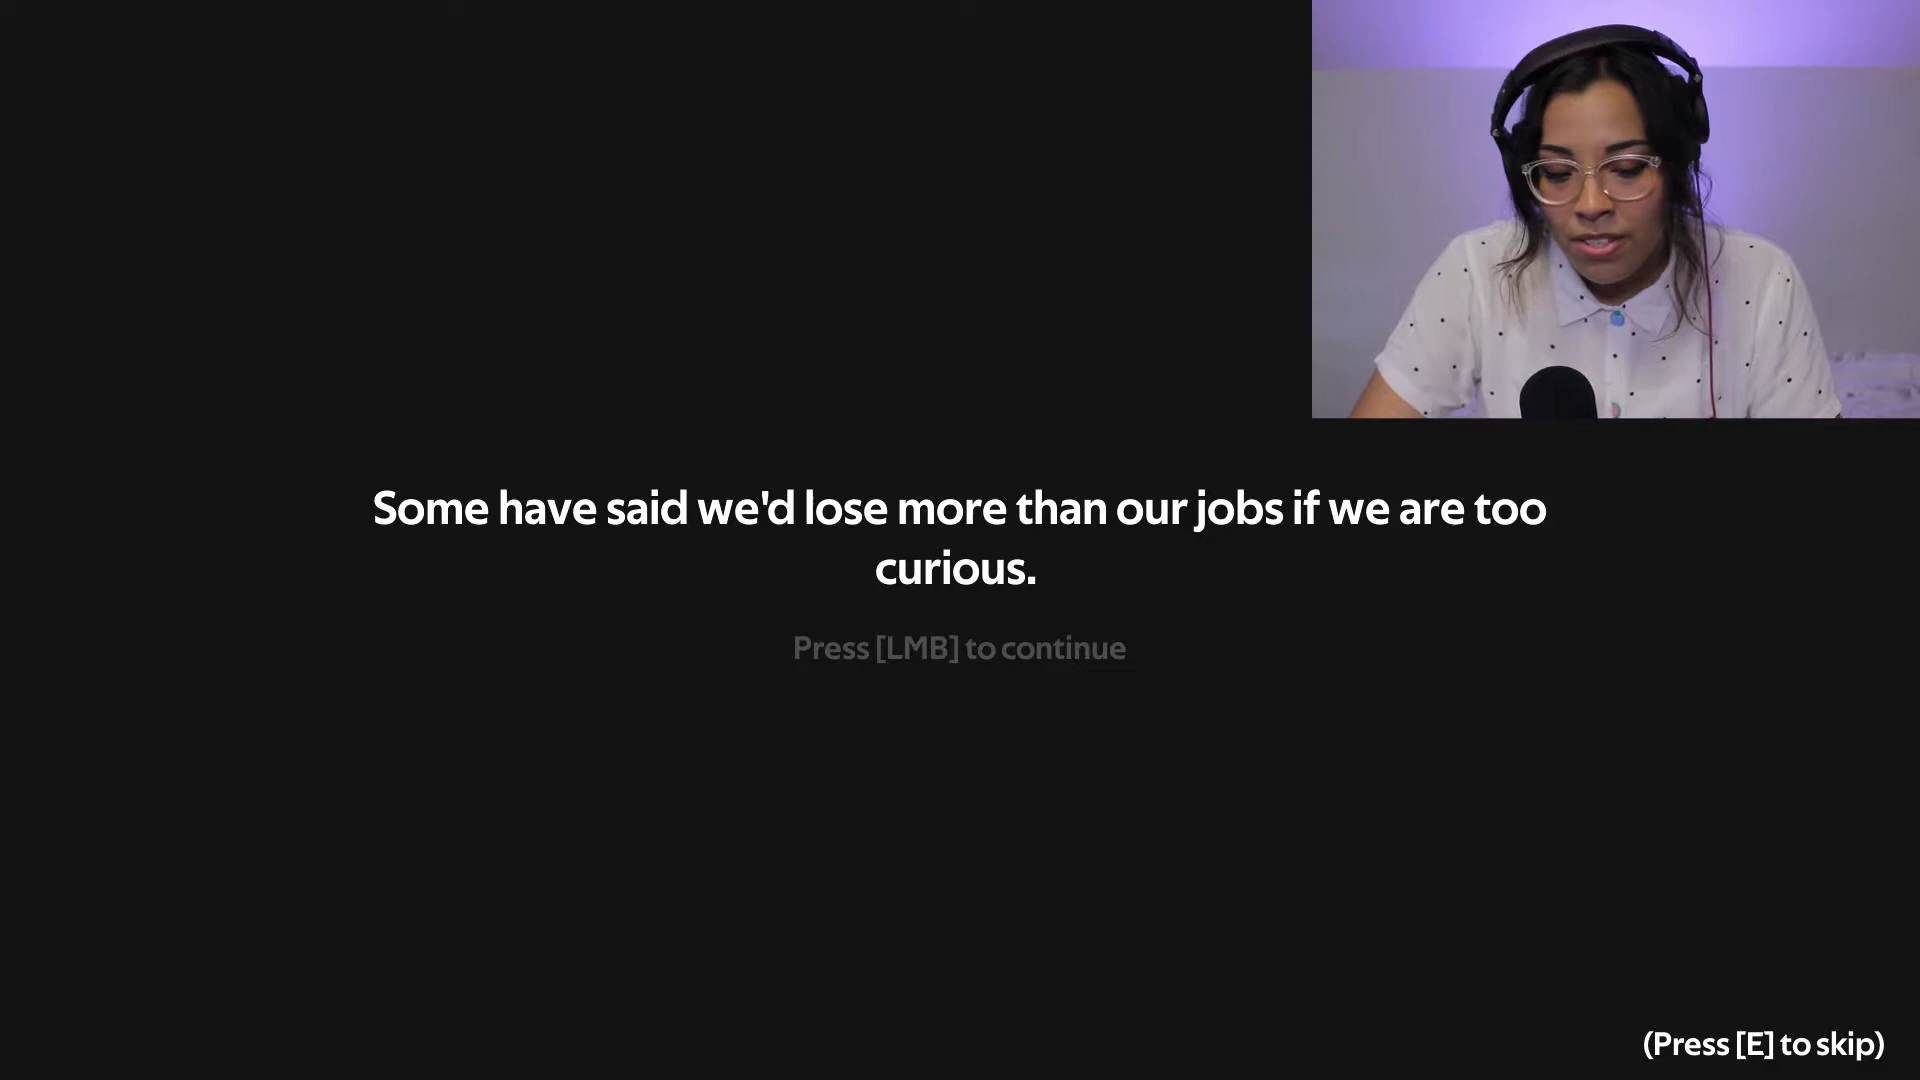 Some have said we'd lose more than our jobs if we are too
curious.
Press [LMB] to continue
(Press [E] to skip)